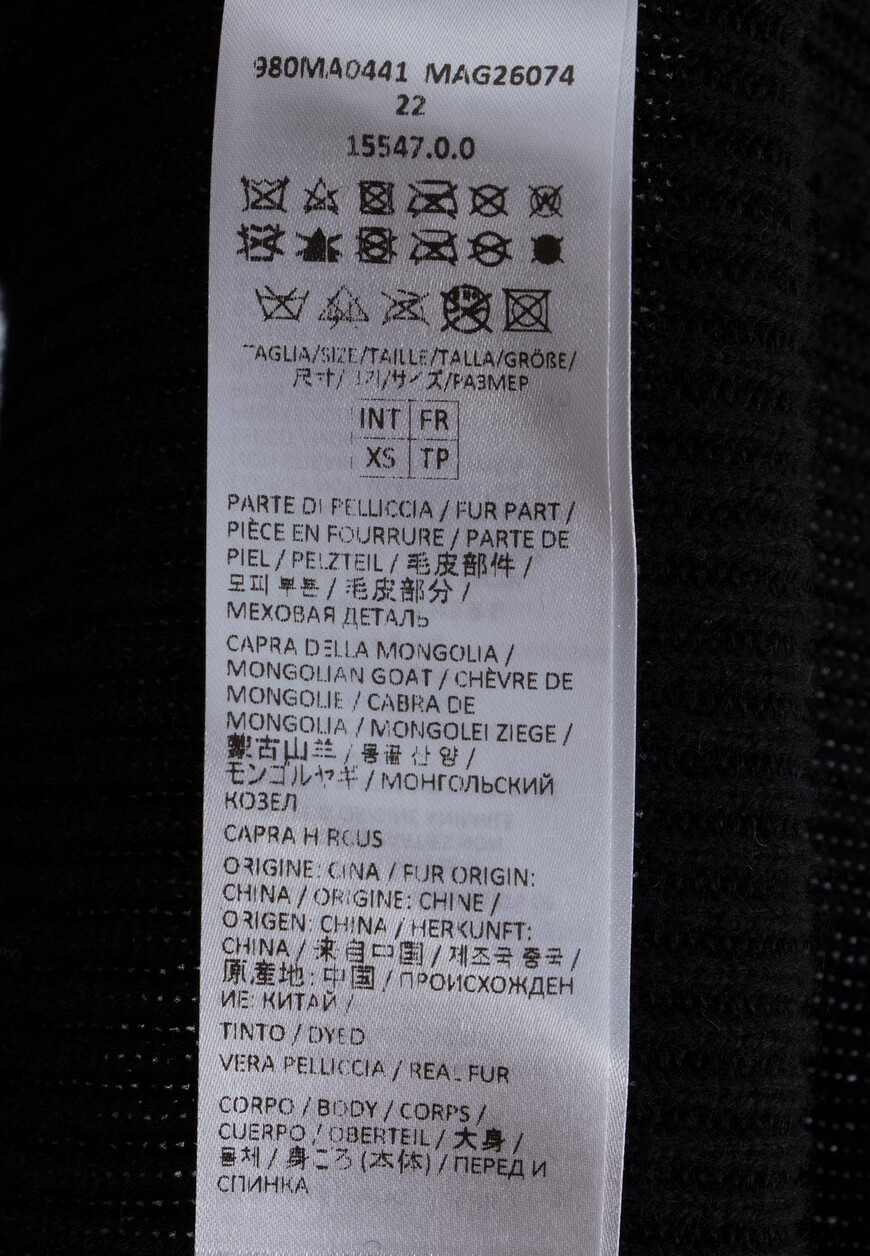 980MA0441 MAG26074
22
15547.0.0
TAGLIA/SIZE/TAILLE/TALLA/GRÖßE/
尺寸/ 크기/サイズ/РАЗМЕР
INT FR
XS TP
PARTE DI PELLICCIA / FUR PART /
PIÈCE EN FOURRURE / PARTE DE
PIEL / PELZTEIL / 毛皮部件 /
모피 부분 / 毛皮部分 /
МЕХОВАЯ ДЕТАЛЬ
CAPRA DELLA MONGOLIA /
MONGOLIAN GOAT / CHÈVRE DE
MONGOLIE / CABRA DE
MONGOLIA / MONGOLEI ZIEGE /
蒙古山羊 / 몽골 산양 /
モンゴルヤギ / МОНГОЛЬСКИЙ
КОЗЕЛ
CAPRA HIRCUS
ORIGINE: CINA / FUR ORIGIN:
CHINA / ORIGINE: CHINE /
ORIGEN: CHINA / HERKUNFT:
CHINA / 来自中国 / 제조국 중국 /
原産地: 中国 / ПРОИСХОЖДЕН
ИЕ: КИТАЙ /
TINTO / DYED
VERA PELLICCIA / REAL FUR
CORPO / BODY / CORPS /
CUERPO / OBERTEIL / 大身 /
몸체 / 身ごろ (本体) / ПЕРЕД И
СПИНКА